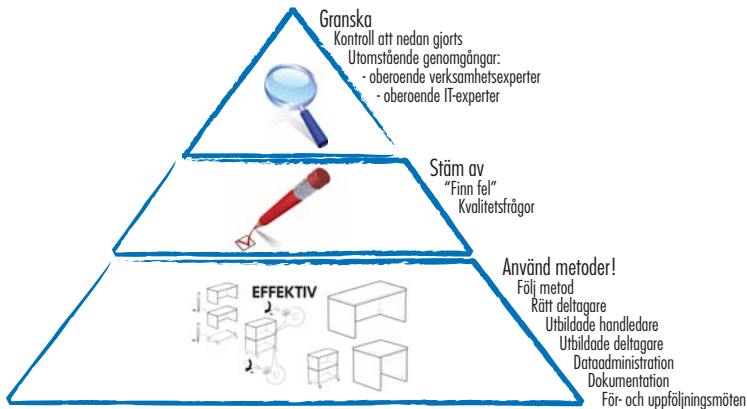 Granska
Kontroll att nedan gjorts
Utomstående genomgångar:
- oberoende verksamhetsexperter
- oberoende IT-experter
Stäm av
"Finn fel"
Kvalitetsfrågor
Använd metoder!
Följ metod
Rätt deltagare
Utbildade handledare
Utbildade deltagare
Dataadministration
Dokumentation
För- och uppföljningsmöten
EFFEKTIV